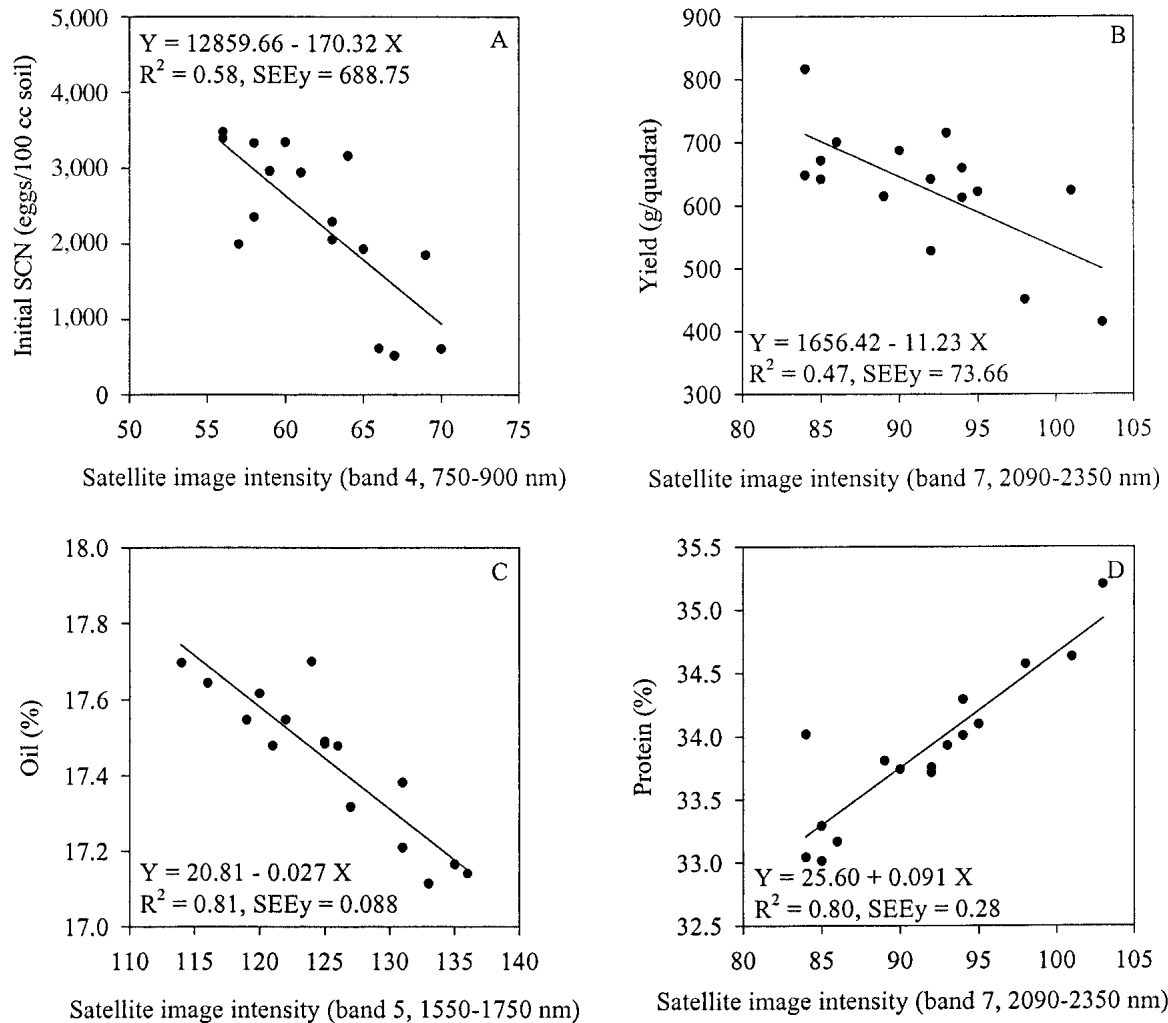 A
Y = 12859.66 - 170.32 X
R² = 0.58, SEEy = 688.75
Initial SCN (eggs/100 cc soil)
5,000
4,000
3,000
2,000
1,000
0
50 55 60 65 70 75
Satellite image intensity (band 4, 750-900 nm)
B
Y = 1656.42 - 11.23 X
R² = 0.47, SEEy = 73.66
Yield (g/quadrat)
900
800
700
600
500
400
300
80 85 90 95 100 105
Satellite image intensity (band 7, 2090-2350 nm)
C
Y = 20.81 - 0.027 X
R² = 0.81, SEEy = 0.088
Oil (%)
18.0
17.8
17.6
17.4
17.2
17.0
110 115 120 125 130 135 140
Satellite image intensity (band 5, 1550-1750 nm)
D
Y = 25.60 + 0.091 X
R² = 0.80, SEEy = 0.28
Protein (%)
35.5
35.0
34.5
34.0
33.5
33.0
32.5
80 85 90 95 100 105
Satellite image intensity (band 7, 2090-2350 nm)